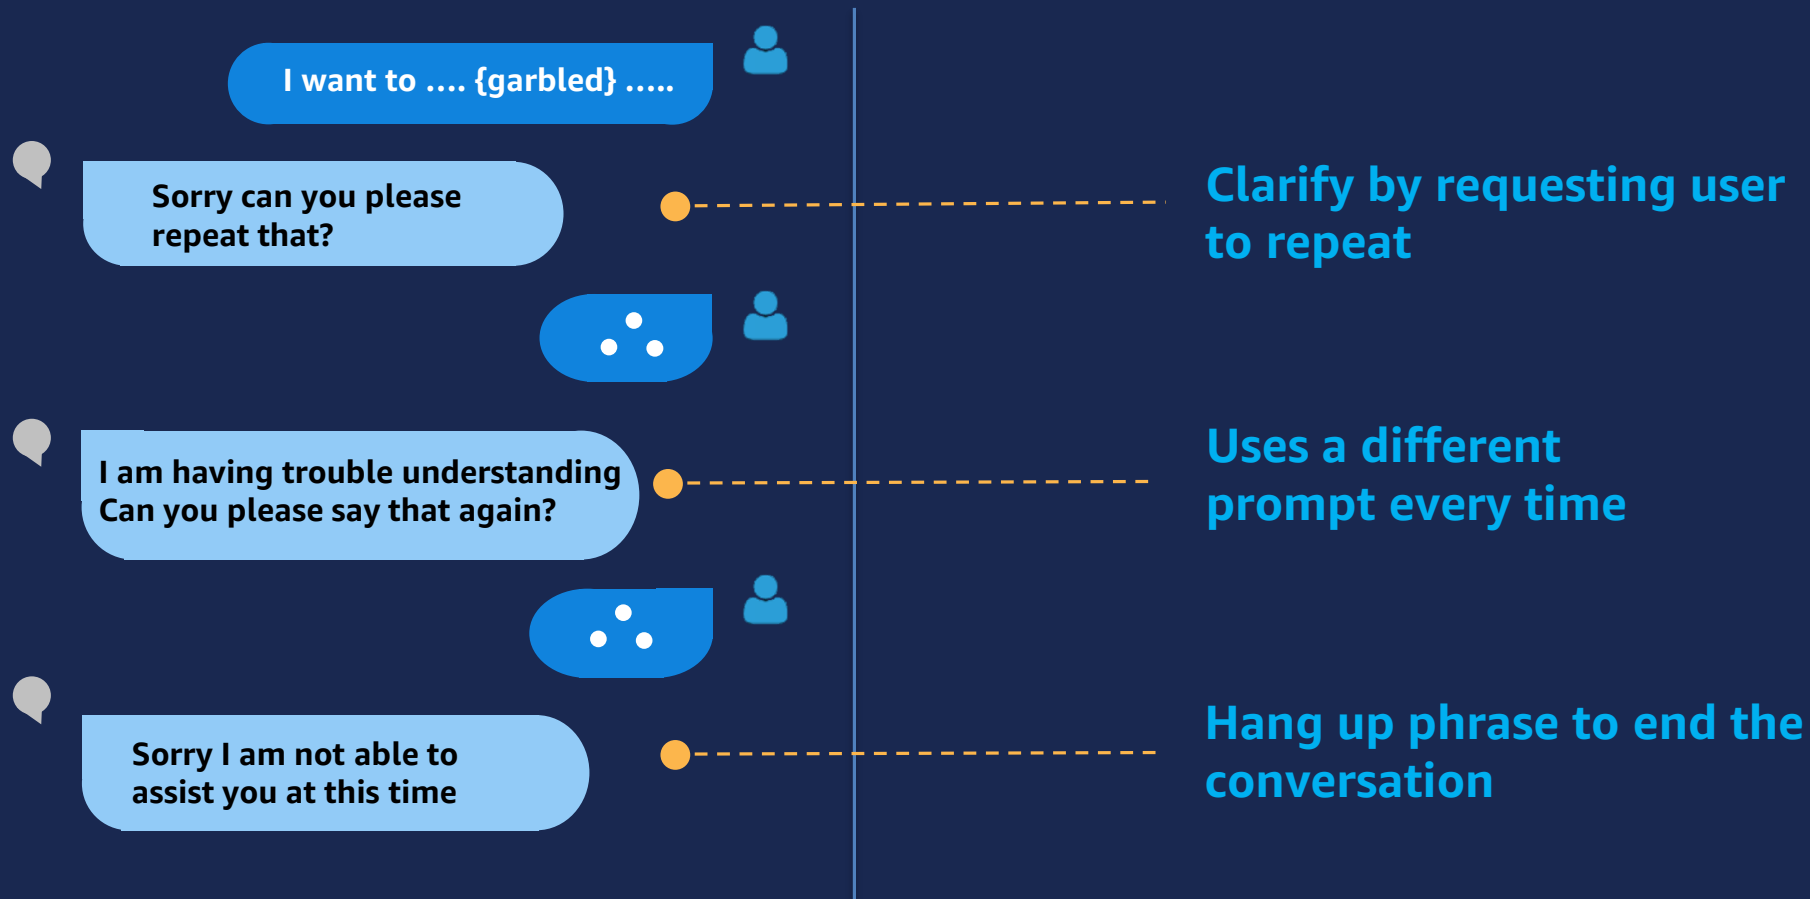 I want to .... {garbled} .....
Sorry can you please
repeat that?
Clarify by requesting user
to repeat
I am having trouble understanding
Can you please say that again?
Uses a different
prompt every time
Sorry I am not able to
assist you at this time
Hang up phrase to end the
conversation